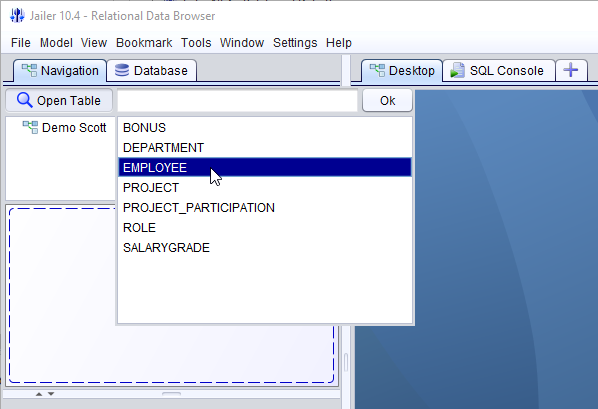 Jailer 10.4 - Relational Data Browser
File Model View Bookmark Tools Window Settings Help
Navigation Database Desktop SQL Console
Open Table Ok
Demo Scott
BONUS
DEPARTMENT
EMPLOYEE
PROJECT
PROJECT_PARTICIPATION
ROLE
SALARYGRADE